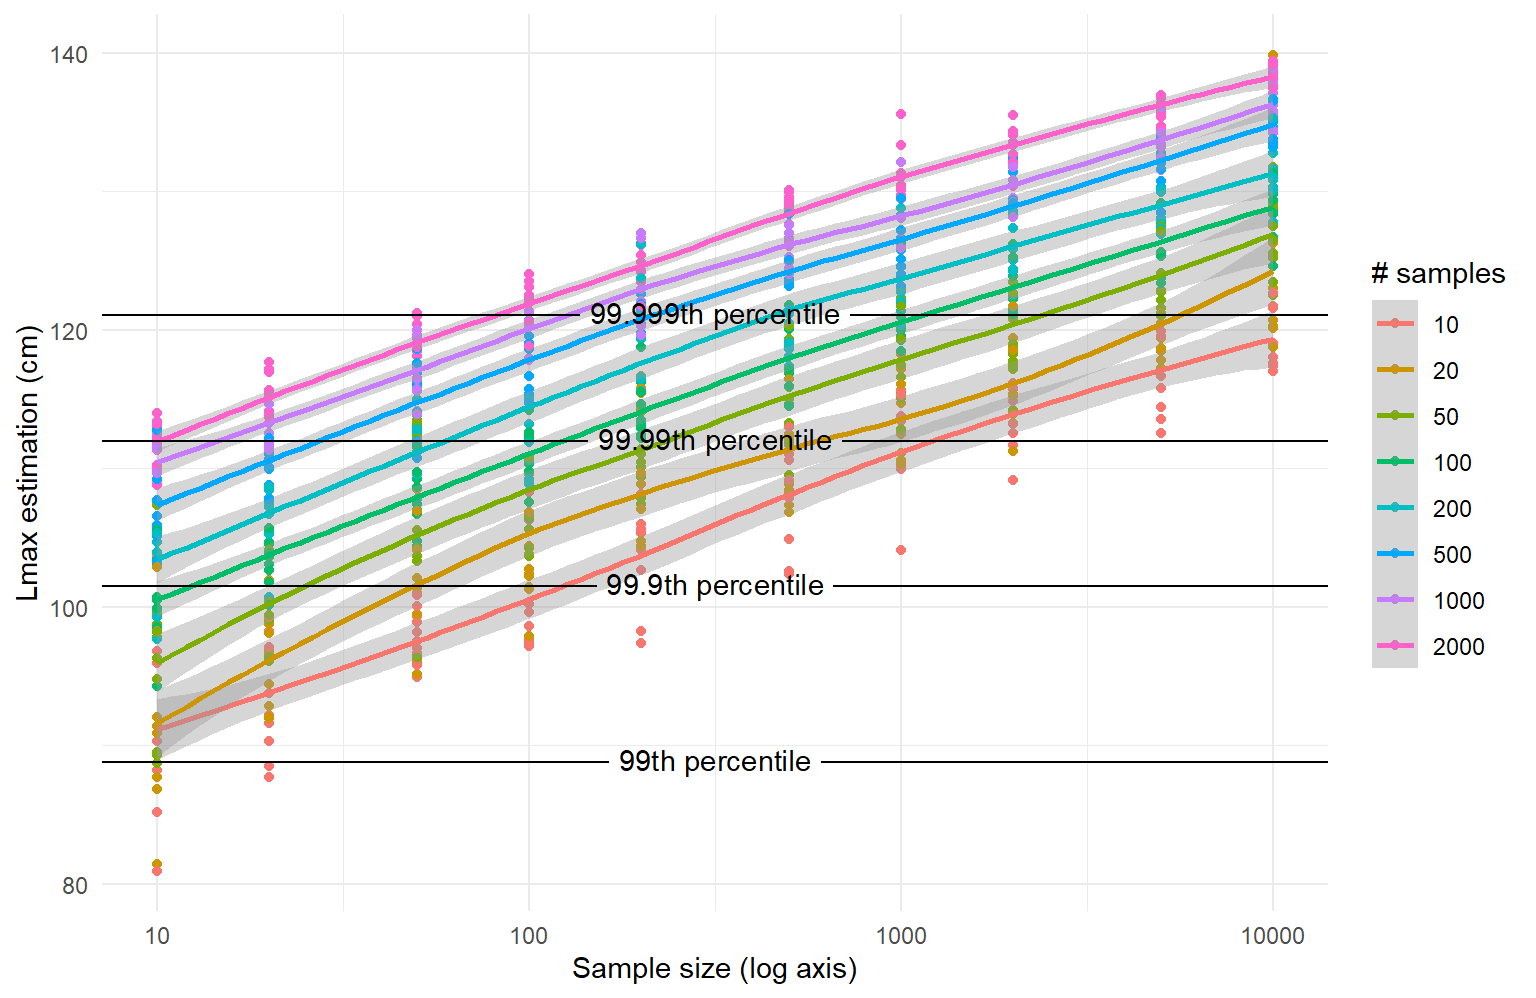 140
120
100
80
Lmax estimation (cm)
99.999th percentile
99.99th percentile
99.9th percentile
99th percentile
10
100
1000
10000
Sample size (log axis)
# samples
10
20
50
100
200
500
1000
2000